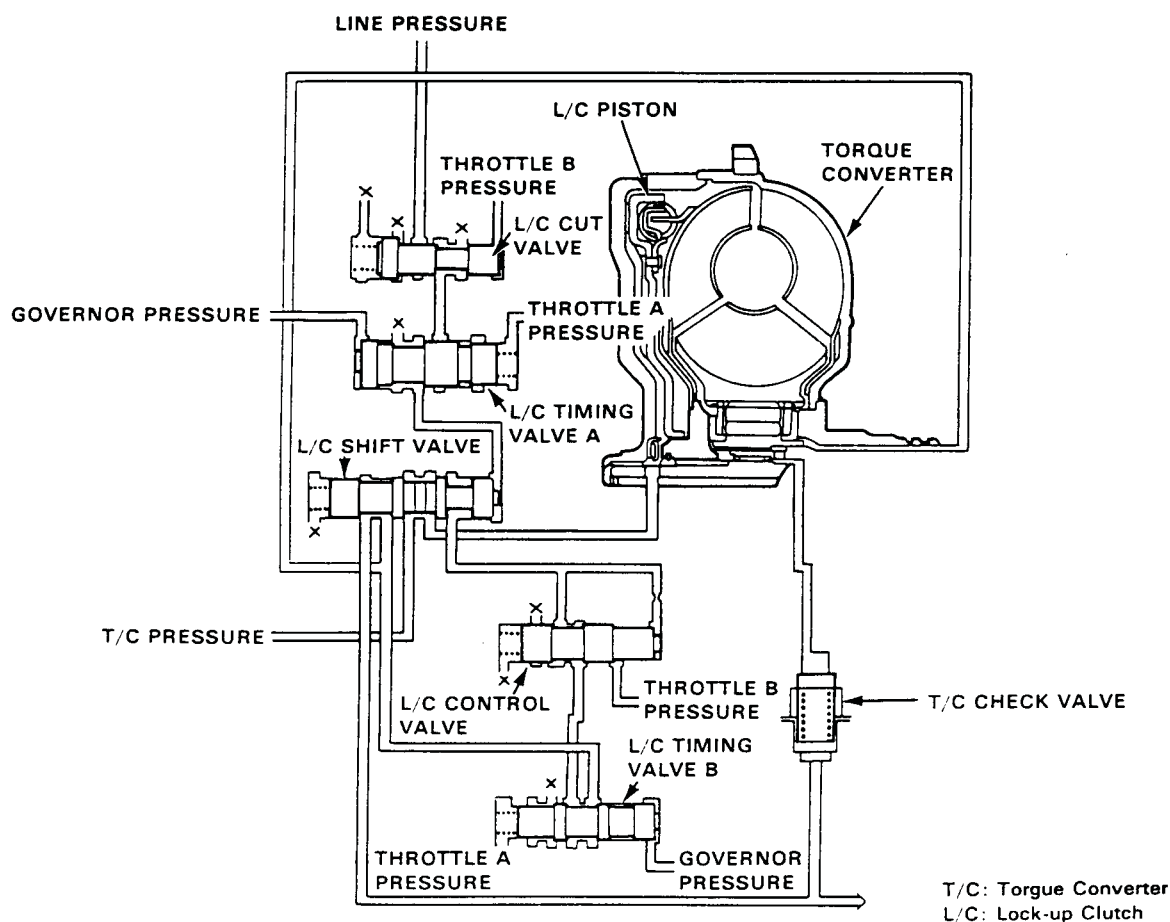 LINE PRESSURE
L/C PISTON
THROTTLE B
PRESSURE
TORQUE
CONVERTER
L/C CUT
VALVE
GOVERNOR PRESSURE
THROTTLE A
PRESSURE
L/C TIMING
VALVE A
L/C SHIFT VALVE
T/C PRESSURE
L/C CONTROL
VALVE
THROTTLE B
PRESSURE
T/C CHECK VALVE
L/C TIMING
VALVE B
THROTTLE A
PRESSURE
GOVERNOR
PRESSURE
T/C: Torgue Converter
L/C: Lock-up Clutch